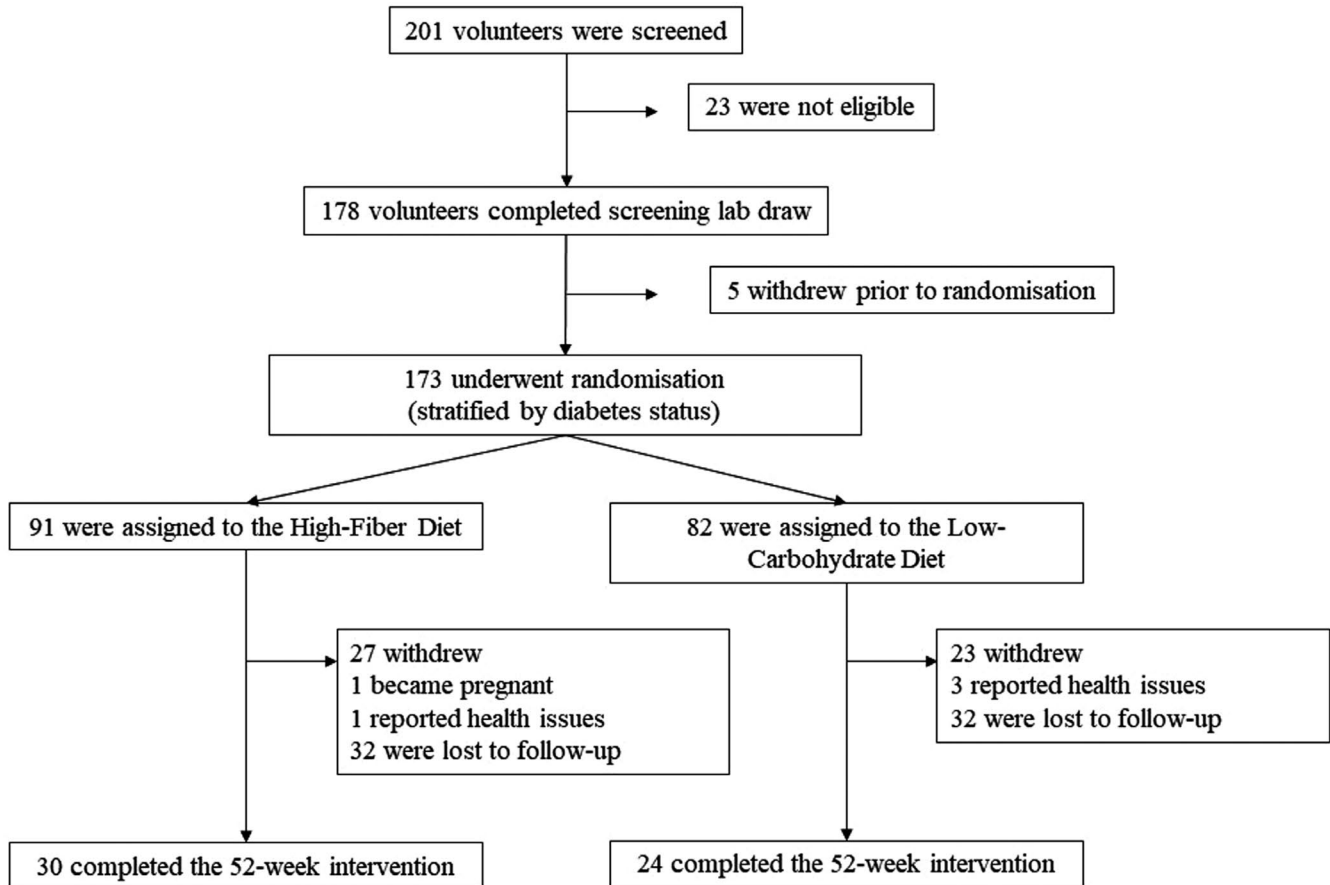 201 volunteers were screened
23 were not eligible
178 volunteers completed screening lab draw
5 withdrew prior to randomisation
173 underwent randomisation
(stratified by diabetes status)
91 were assigned to the High-Fiber Diet
82 were assigned to the Low-
Carbohydrate Diet
27 withdrew
1 became pregnant
1 reported health issues
32 were lost to follow-up
23 withdrew
3 reported health issues
32 were lost to follow-up
30 completed the 52-week intervention
24 completed the 52-week intervention